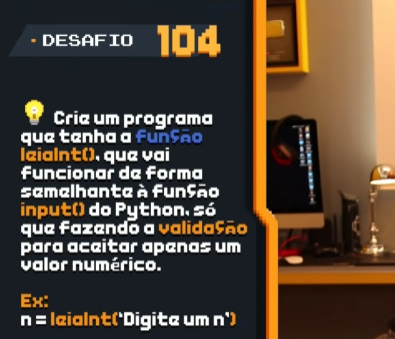 DESAFIO 104
Crie um programa
que tenha a função
leiaInt(), que vai
funcionar de forma
semelhante à função
input() do Python, só
que fazendo a validação
para aceitar apenas um
valor numérico.
Ex:
n = leiaInt('Digite um n')